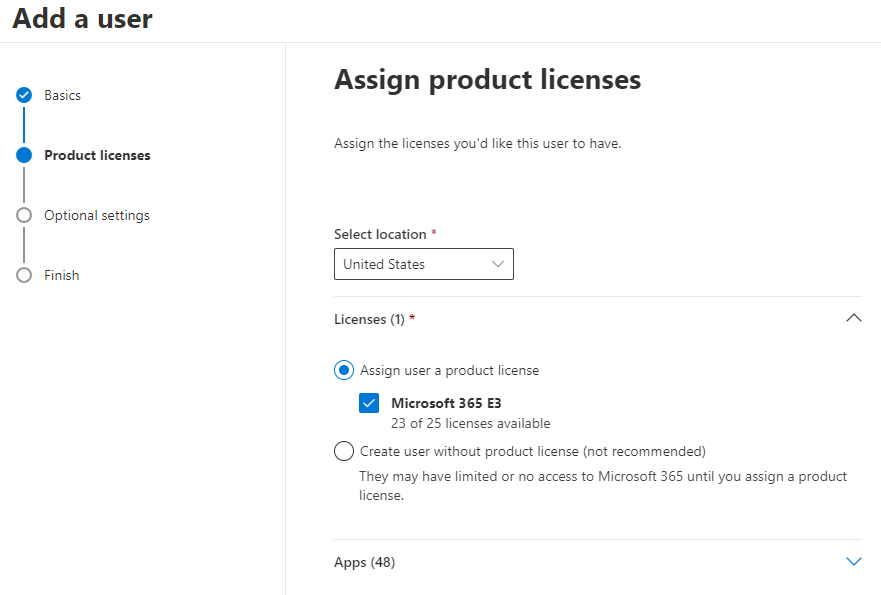 Add a user
Basics
Product licenses
Optional settings
Finish
Assign product licenses
Assign the licenses you'd like this user to have.
Select location *
United States
Licenses (1) *
Assign user a product license
Microsoft 365 E3
23 of 25 licenses available
Create user without product license (not recommended)
They may have limited or no access to Microsoft 365 until you assign a product
license.
Apps (48)